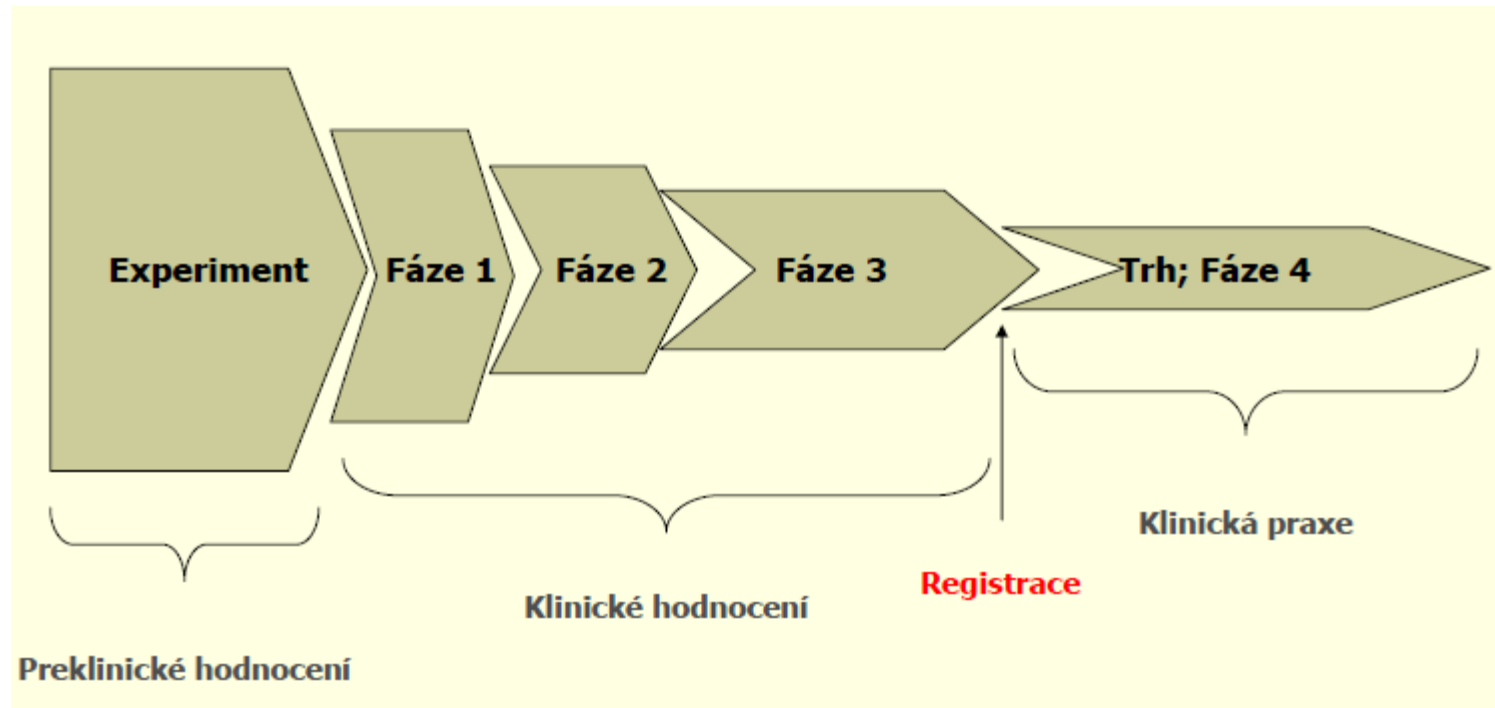 Experiment
Fáze 1
Fáze 2
Fáze 3
Trh; Fáze 4
Klinická praxe
Registrace
Klinické hodnocení
Preklinické hodnocení